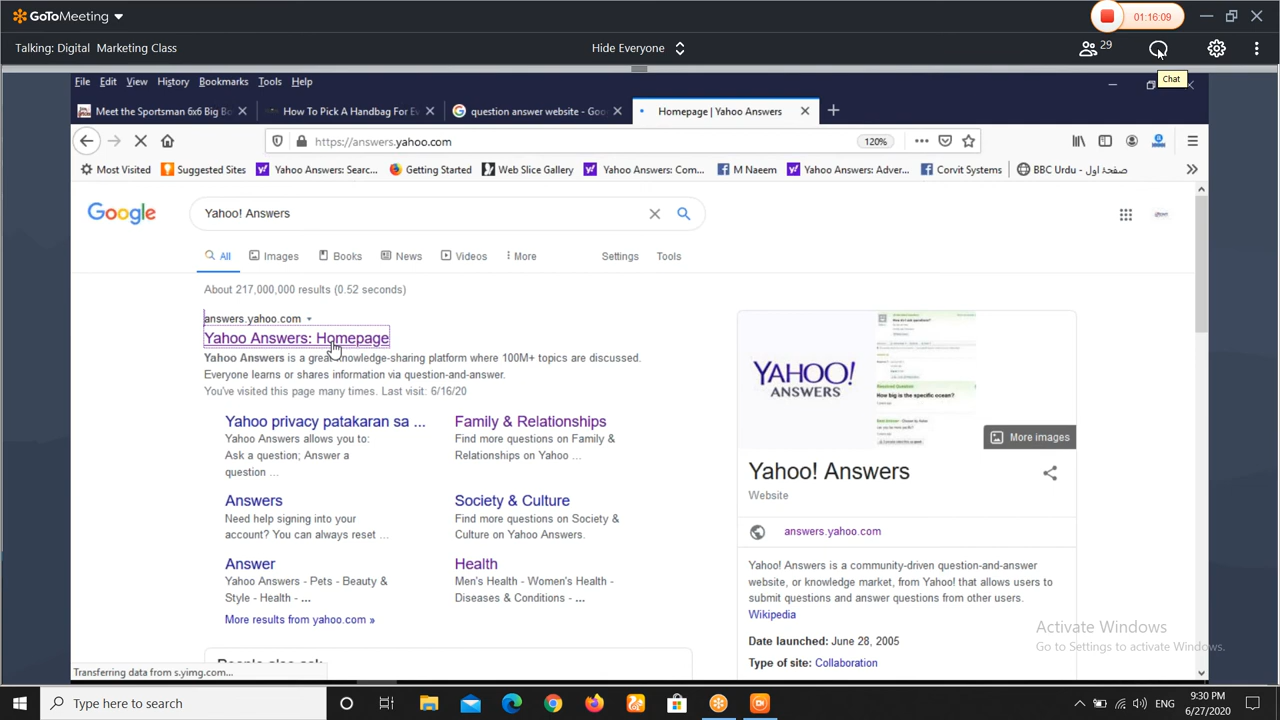 GoToMeeting
01:16:09
Talking: Digital Marketing Class
Hide Everyone
29
Chat
File Edit View History Bookmarks Tools Help
Meet the Sportsman 6x6 Big Bo
How To Pick A Handbag For Ev
question answer website - Goo
Homepage | Yahoo Answers
https://answers.yahoo.com
120%
Most Visited
Suggested Sites
Yahoo Answers: Searc...
Getting Started
Web Slice Gallery
Yahoo Answers: Com...
M Naeem
Yahoo Answers: Adver...
Corvit Systems
BBC Urdu - صفحۂ اول
Google
Yahoo! Answers
All Images Books News Videos More Settings Tools
About 217,000,000 results (0.52 seconds)
answers.yahoo.com
Yahoo Answers: Homepage
Answers is a great knowledge-sharing platform where 100M+ topics are discussed.
Everyone learns or shares information via question-and-answer.
visited this page many times. Last visit: 6/16/20
yahoo privacy patakaran sa ...
Yahoo Answers allows you to:
Ask a question; Answer a
question ...
Family & Relationships
Find more questions on Family &
Relationships on Yahoo ...
Answers
Need help signing into your
account? You can always reset ...
Society & Culture
Find more questions on Society &
Culture on Yahoo Answers.
Answer
Yahoo Answers - Pets - Beauty &
Style - Health - ...
Health
Men's Health - Women's Health -
Diseases & Conditions - ...
More results from yahoo.com »
People also ask
YAHOO!
ANSWERS
How big is the specific ocean?
More images
Yahoo! Answers
Website
answers.yahoo.com
Yahoo! Answers is a community-driven question-and-answer
website, or knowledge market, from Yahoo! that allows users to
submit questions and answer questions from other users.
Wikipedia
Date launched: June 28, 2005
Type of site: Collaboration
Activate Windows
Go to Settings to activate Windows.
Transferring data from s.yimg.com...
Type here to search
ENG
9:30 PM
6/27/2020